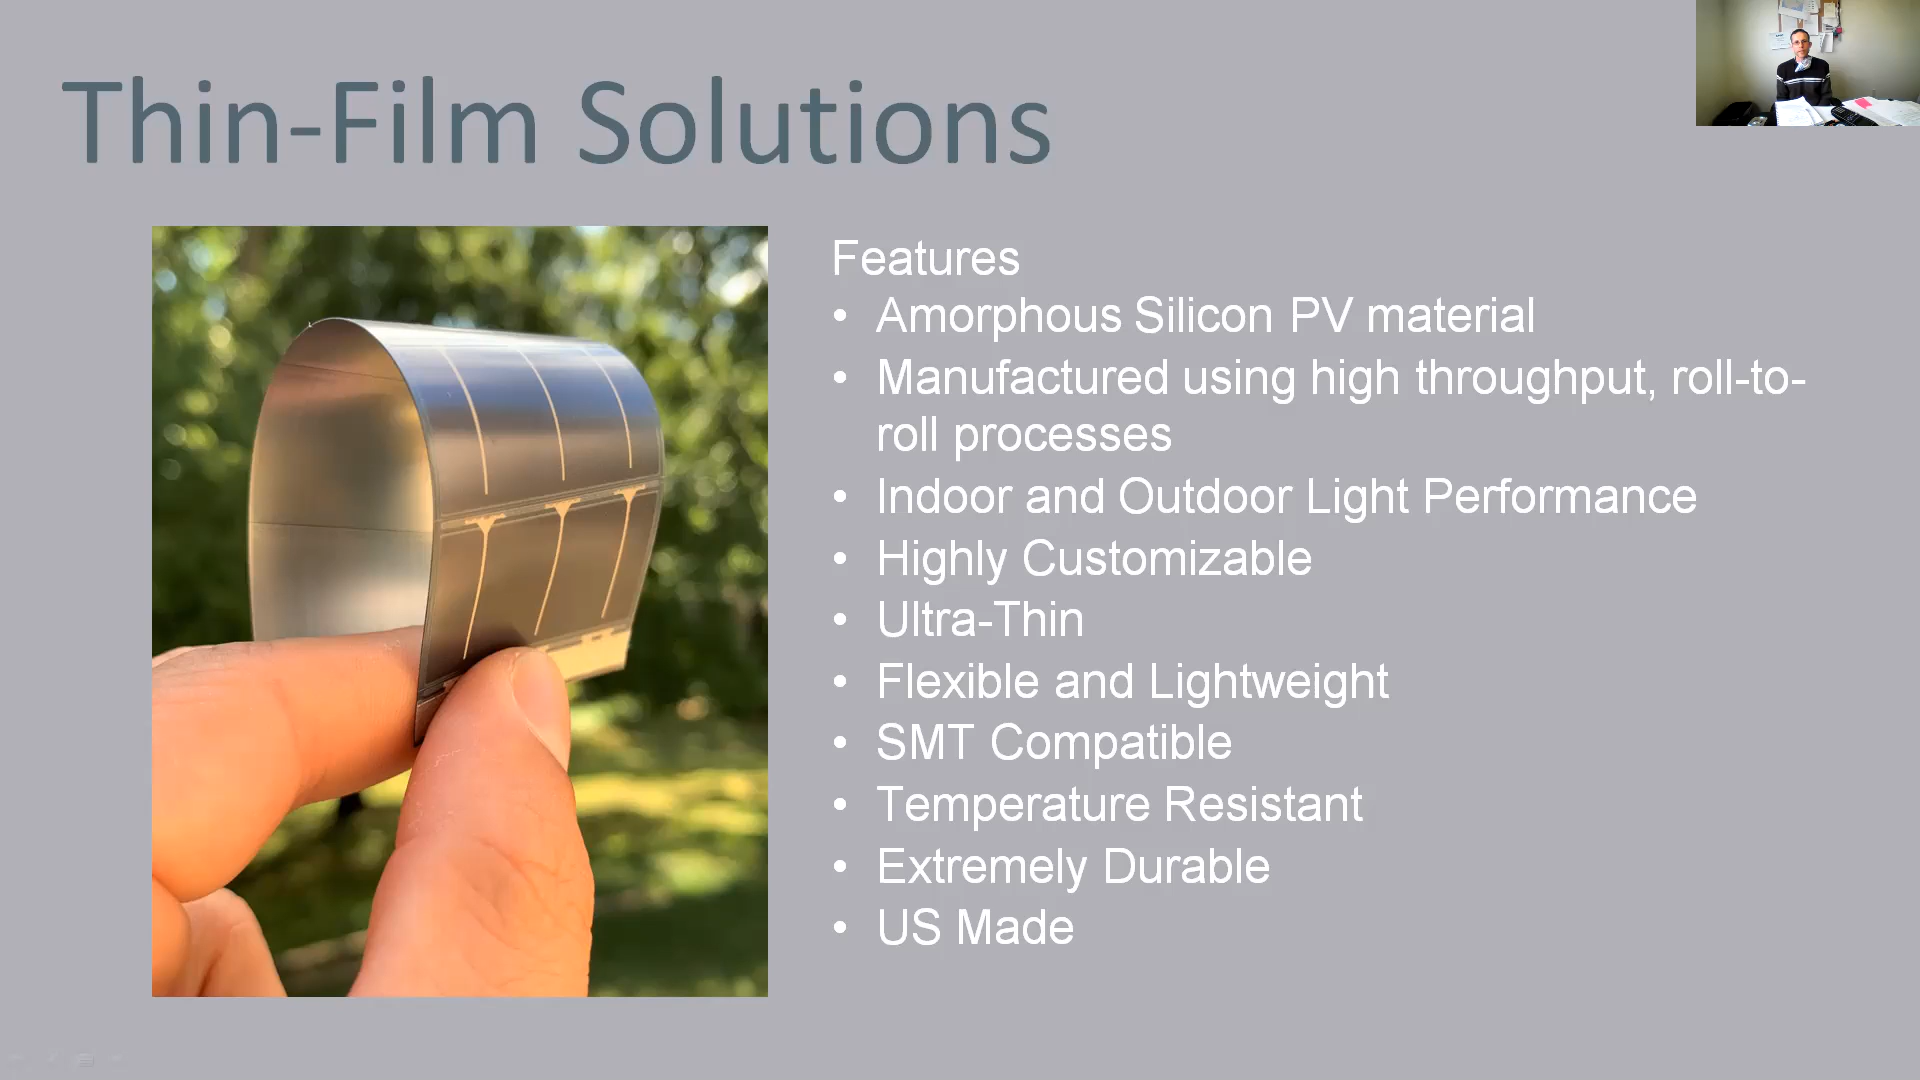 Thin-Film Solutions
Features
• Amorphous Silicon PV material
• Manufactured using high throughput, roll-to-
roll processes
• Indoor and Outdoor Light Performance
• Highly Customizable
• Ultra-Thin
• Flexible and Lightweight
• SMT Compatible
• Temperature Resistant
• Extremely Durable
• US Made